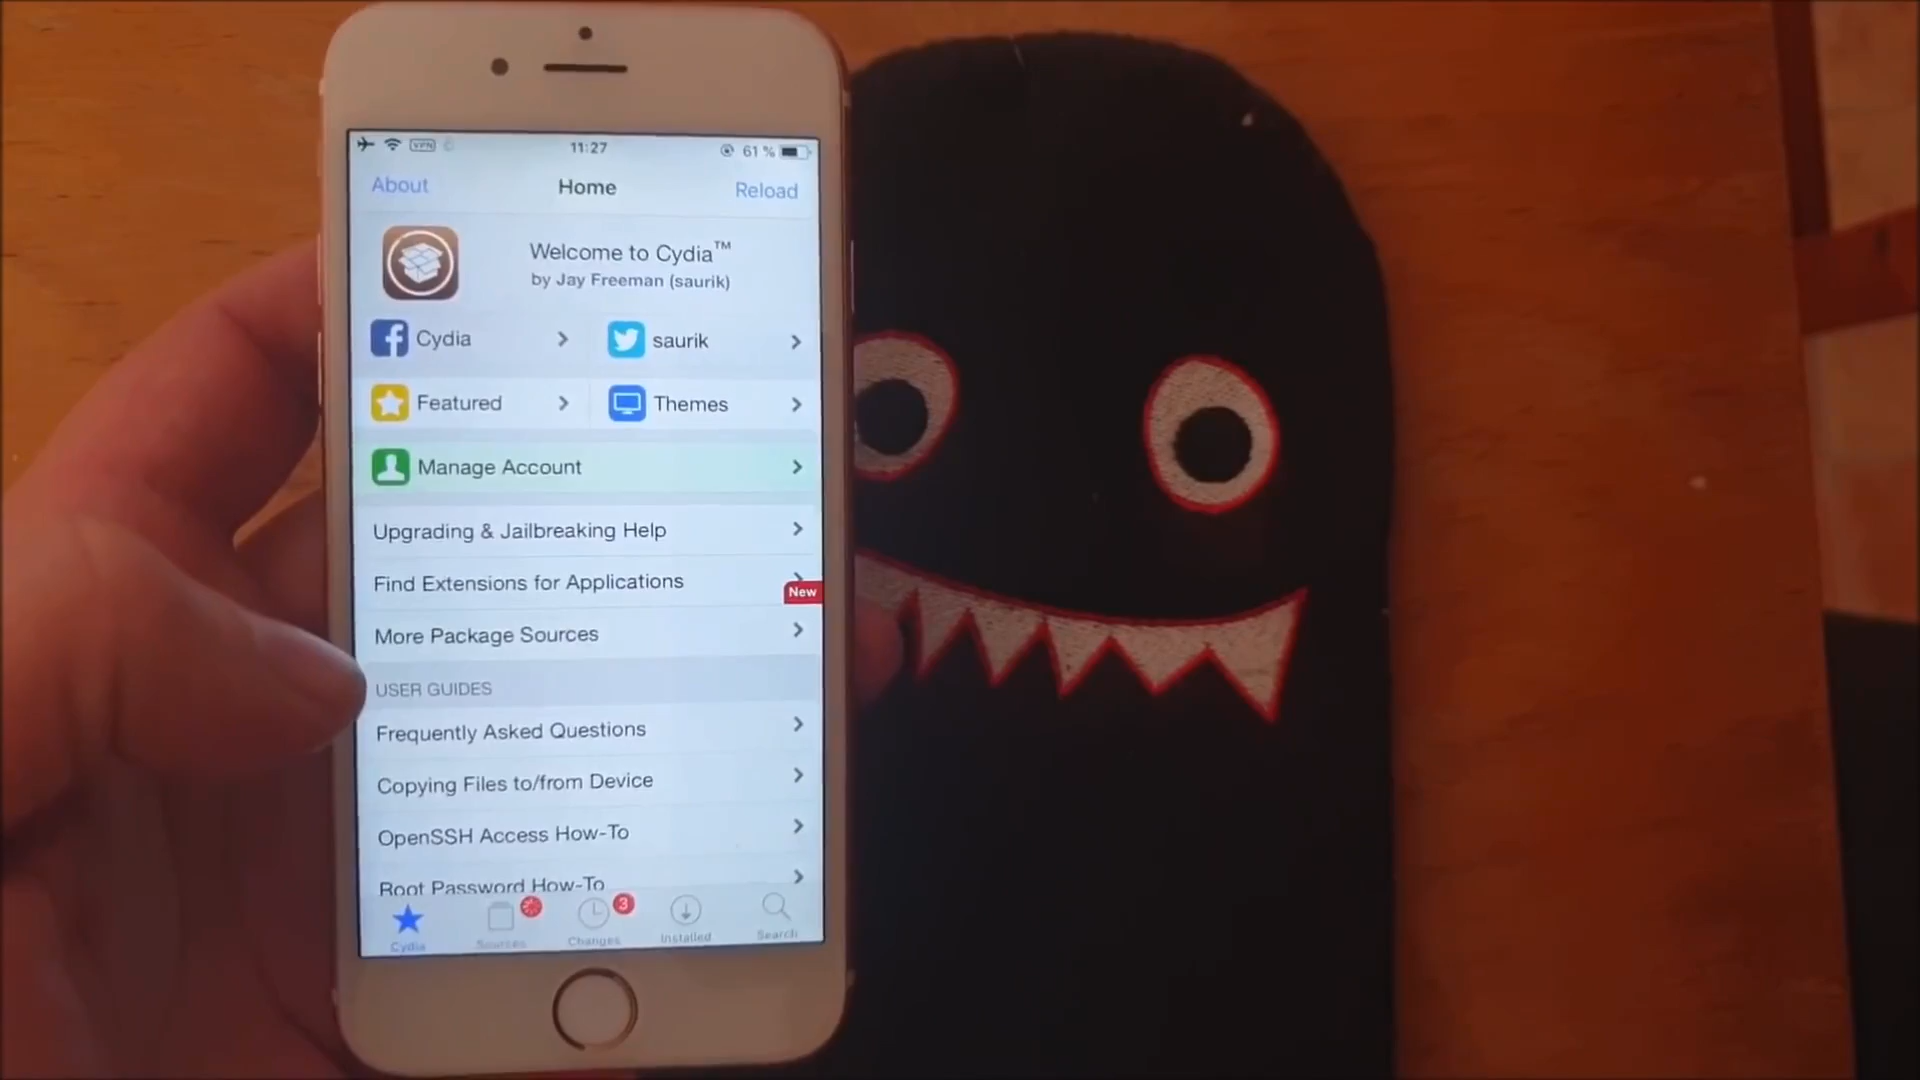 VPN 11:27 61 %
About Home Reload
Welcome to Cydia™
by Jay Freeman (saurik)
Cydia saurik
Featured Themes
Manage Account
Upgrading & Jailbreaking Help
Find Extensions for Applications
New
More Package Sources
USER GUIDES
Frequently Asked Questions
Copying Files to/from Device
OpenSSH Access How-To
Root Password How-To
3
Cydia Sources Changes Installed Search